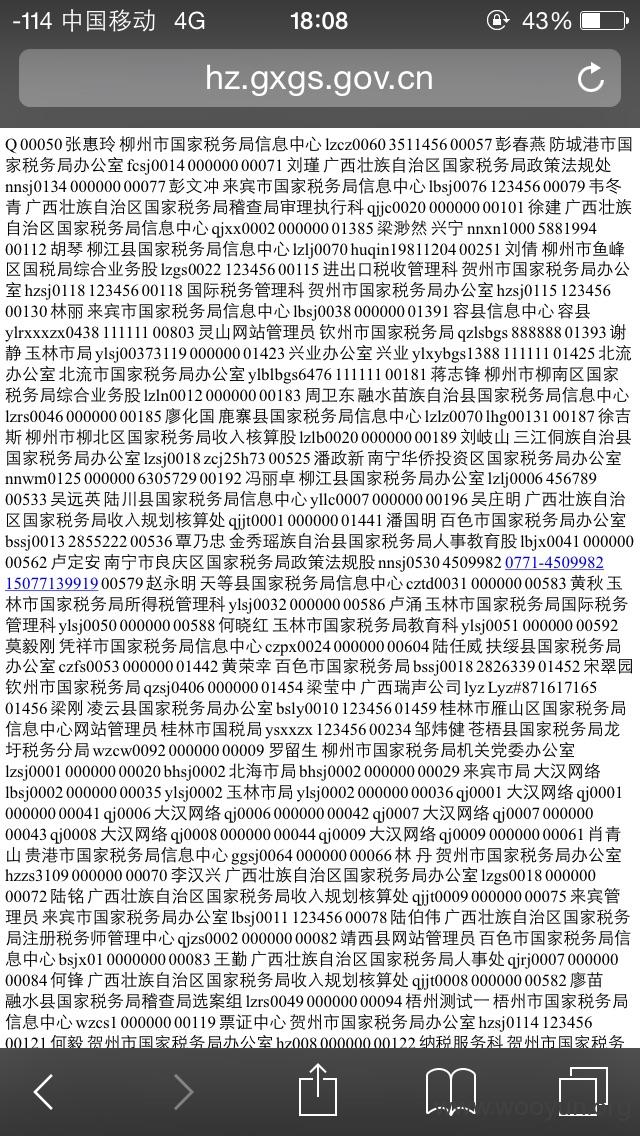 -114 中国移动 4G 18:08 43%
hz.gxgs.gov.cn
Q 00050 张惠玲 柳州市国家税务局信息中心 lzcz0060 3511456 00057 彭春燕 防城港市国
家税务局办公室 fcsj0014 000000 00071 刘瑾 广西壮族自治区国家税务局政策法规处
nnsj0134 000000 00077 彭文冲 来宾市国家税务局信息中心 lbsj0076 123456 00079 韦冬
青 广西壮族自治区国家税务局稽查局审理执行科 qjjc0020 000000 00101 徐建 广西壮族
自治区国家税务局信息中心 qjxx0002 000000 01385 梁渺然 兴宁 nnxn1000 5881994
00112 胡琴 柳江县国家税务局信息中心 lzlj0070 huqin19811204 00251 刘倩 柳州市鱼峰
区国税局综合业务股 lzgs0022 123456 00115 进出口税收管理科 贺州市国家税务局办公
室 hzsj0118 123456 00118 国际税务管理科 贺州市国家税务局办公室 hzsj0115 123456
00130 林丽 来宾市国家税务局信息中心 lbsj0038 000000 01391 容县信息中心 容县
ylrxxxzx0438 111111 00803 灵山网站管理员 钦州市国家税务局 qzlsbgs 888888 01393 谢
静 玉林市局 ylsj00373119 000000 01423 兴业办公室 兴业 ylxybgs1388 111111 01425 北流
办公室 北流市国家税务局办公室 ylblbgs6476 111111 00181 蒋志锋 柳州市柳南区国家
税务局综合业务股 lzln0012 000000 00183 周卫东 融水苗族自治县国家税务局信息中心
lzrs0046 000000 00185 廖化国 鹿寨县国家税务局信息中心 lzlz0070 lhg00131 00187 徐吉
斯 柳州市柳北区国家税务局收入核算股 lzlb0020 000000 00189 刘岐山 三江侗族自治县
国家税务局办公室 lzsj0018 zcj25h73 00525 潘政新 南宁华侨投资区国家税务局办公室
nnwm0125 000000 6305729 00192 冯丽卓 柳江县国家税务局办公室 lzlj0006 456789
00533 吴远英 陆川县国家税务局信息中心 yllc0007 000000 00196 吴庄明 广西壮族自治
区国家税务局收入规划核算处 qjjt0001 000000 01441 潘国明 百色市国家税务局办公室
bssj0013 2855222 00536 覃乃忠 金秀瑶族自治县国家税务局人事教育股 lbjx0041 000000
00562 卢定安 南宁市良庆区国家税务局政策法规股 nnsj0530 4509982 0771-4509982
15077139919 00579 赵永明 天等县国家税务局信息中心 cztd0031 000000 00583 黄秋 玉
林市国家税务局所得税管理科 ylsj0032 000000 00586 卢涌 玉林市国家税务局国际税务
管理科 ylsj0050 000000 00588 何晓红 玉林市国家税务局教育科 ylsj0051 000000 00592
莫毅刚 凭祥市国家税务局信息中心 czpx0024 000000 00604 陆任威 扶绥县国家税务局
办公室 czfs0053 000000 01442 黄荣幸 百色市国家税务局 bssj0018 2826339 01452 宋翠园
钦州市国家税务局 qzsj0406 000000 01454 梁莹中 广西瑞声公司 lyz Lyz#871617165
01456 梁刚 凌云县国家税务局办公室 bsly0010 123456 01459 桂林市雁山区国家税务局
信息中心网站管理员 桂林市国税局 ysxxzx 123456 00234 邹炜健 苍梧县国家税务局龙
圩税务分局 wzcw0092 000000 00009 罗留生 柳州市国家税务局机关党委办公室
lzsj0001 000000 00020 bhsj0002 北海市局 bhsj0002 000000 00029 来宾市局 大汉网络
lbsj0002 000000 00035 ylsj0002 玉林市局 ylsj0002 000000 00036 qj0001 大汉网络 qj0001
000000 00041 qj0006 大汉网络 qj0006 000000 00042 qj0007 大汉网络 qj0007 000000
00043 qj0008 大汉网络 qj0008 000000 00044 qj0009 大汉网络 qj0009 000000 00061 肖青
山 贵港市国家税务局信息中心 ggsj0064 000000 00066 林 丹 贺州市国家税务局办公室
hzzs3109 000000 00070 李汉兴 广西壮族自治区国家税务局办公室 lzgs0018 000000
00072 陆铭 广西壮族自治区国家税务局收入规划核算处 qjjt0009 000000 00075 来宾管
理员 来宾市国家税务局办公室 lbsj0011 123456 00078 陆伯伟 广西壮族自治区国家税务
局注册税务师管理中心 qjzs0002 000000 00082 靖西县网站管理员 百色市国家税务局信
息中心 bsjx01 000000 00083 王勤 广西壮族自治区国家税务局人事处 qjrj0007 000000
00084 何锋 广西壮族自治区国家税务局收入规划核算处 qjjt0008 000000 00582 廖苗
融水县国家税务局稽查局选案组 lzrs0049 000000 00094 梧州测试一 梧州市国家税务局
信息中心 wzcs1 000000 00119 票证中心 贺州市国家税务局办公室 hzsj0114 123456
00121 何毅 贺州市国家税务局办公室 hz008 000000 00122 纳税服务科 贺州市国家税务
www.wooyun.org